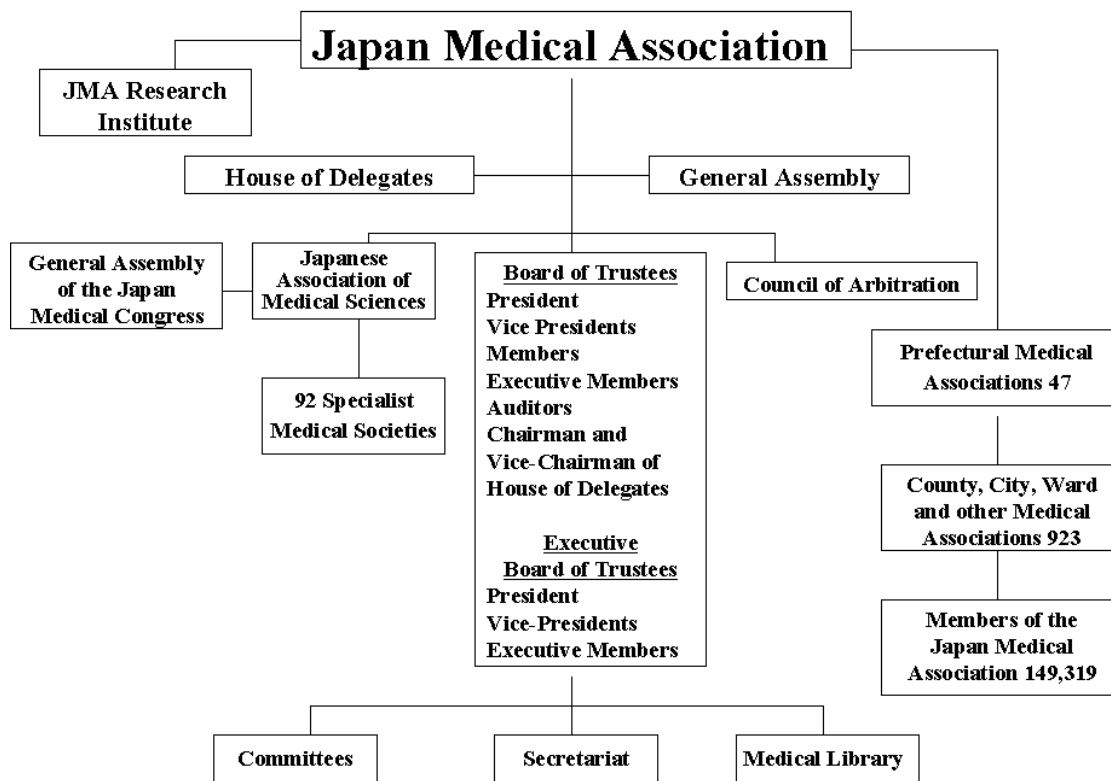 Japan Medical Association
JMA Research
Institute
House of Delegates
General Assembly
General Assembly
of the Japan
Medical Congress
Japanese
Association of
Medical Sciences
92 Specialist
Medical Societies
Board of Trustees
President
Vice Presidents
Members
Executive Members
Auditors
Chairman and
Vice-Chairman of
House of Delegates
Executive
Board of Trustees
President
Vice-Presidents
Executive Members
Council of Arbitration
Prefectural Medical
Associations 47
County, City, Ward
and other Medical
Associations 923
Members of the
Japan Medical
Association 149,319
Committees
Secretariat
Medical Library